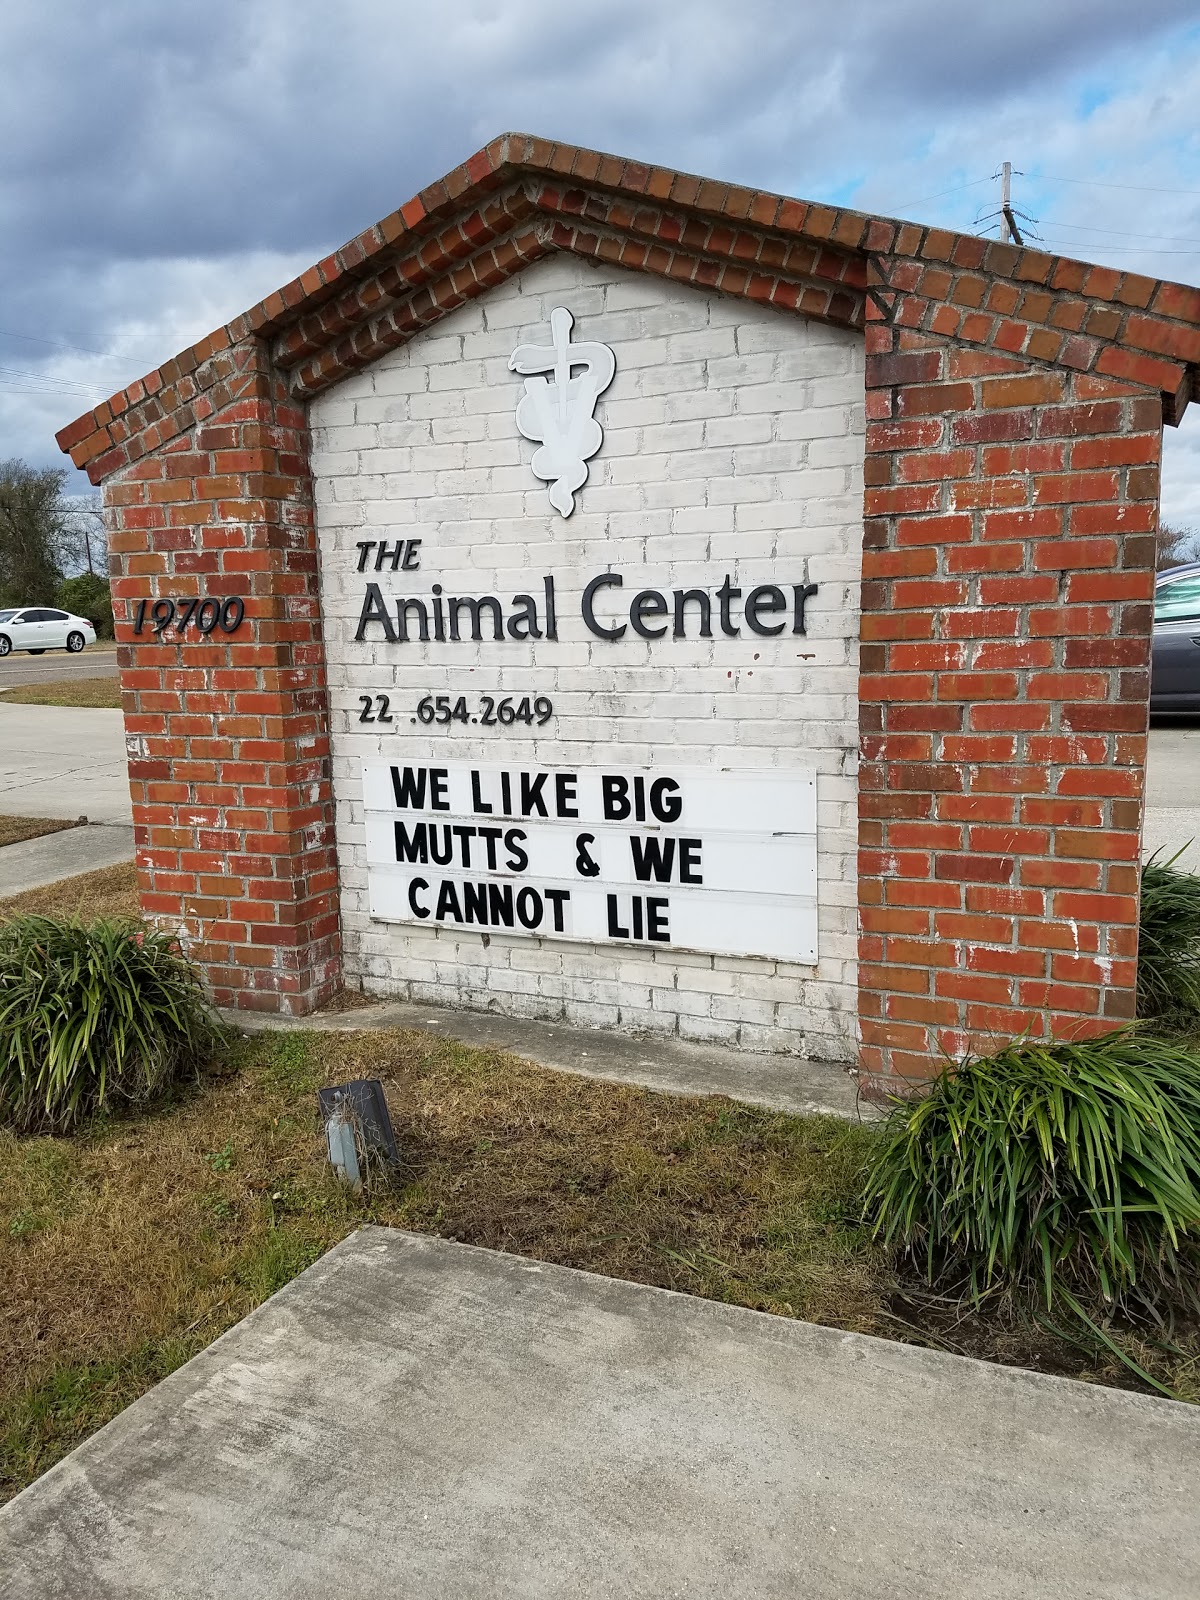 THE
Animal Center
19700
22 .654.2649
WE LIKE BIG
MUTTS & WE
CANNOT LIE